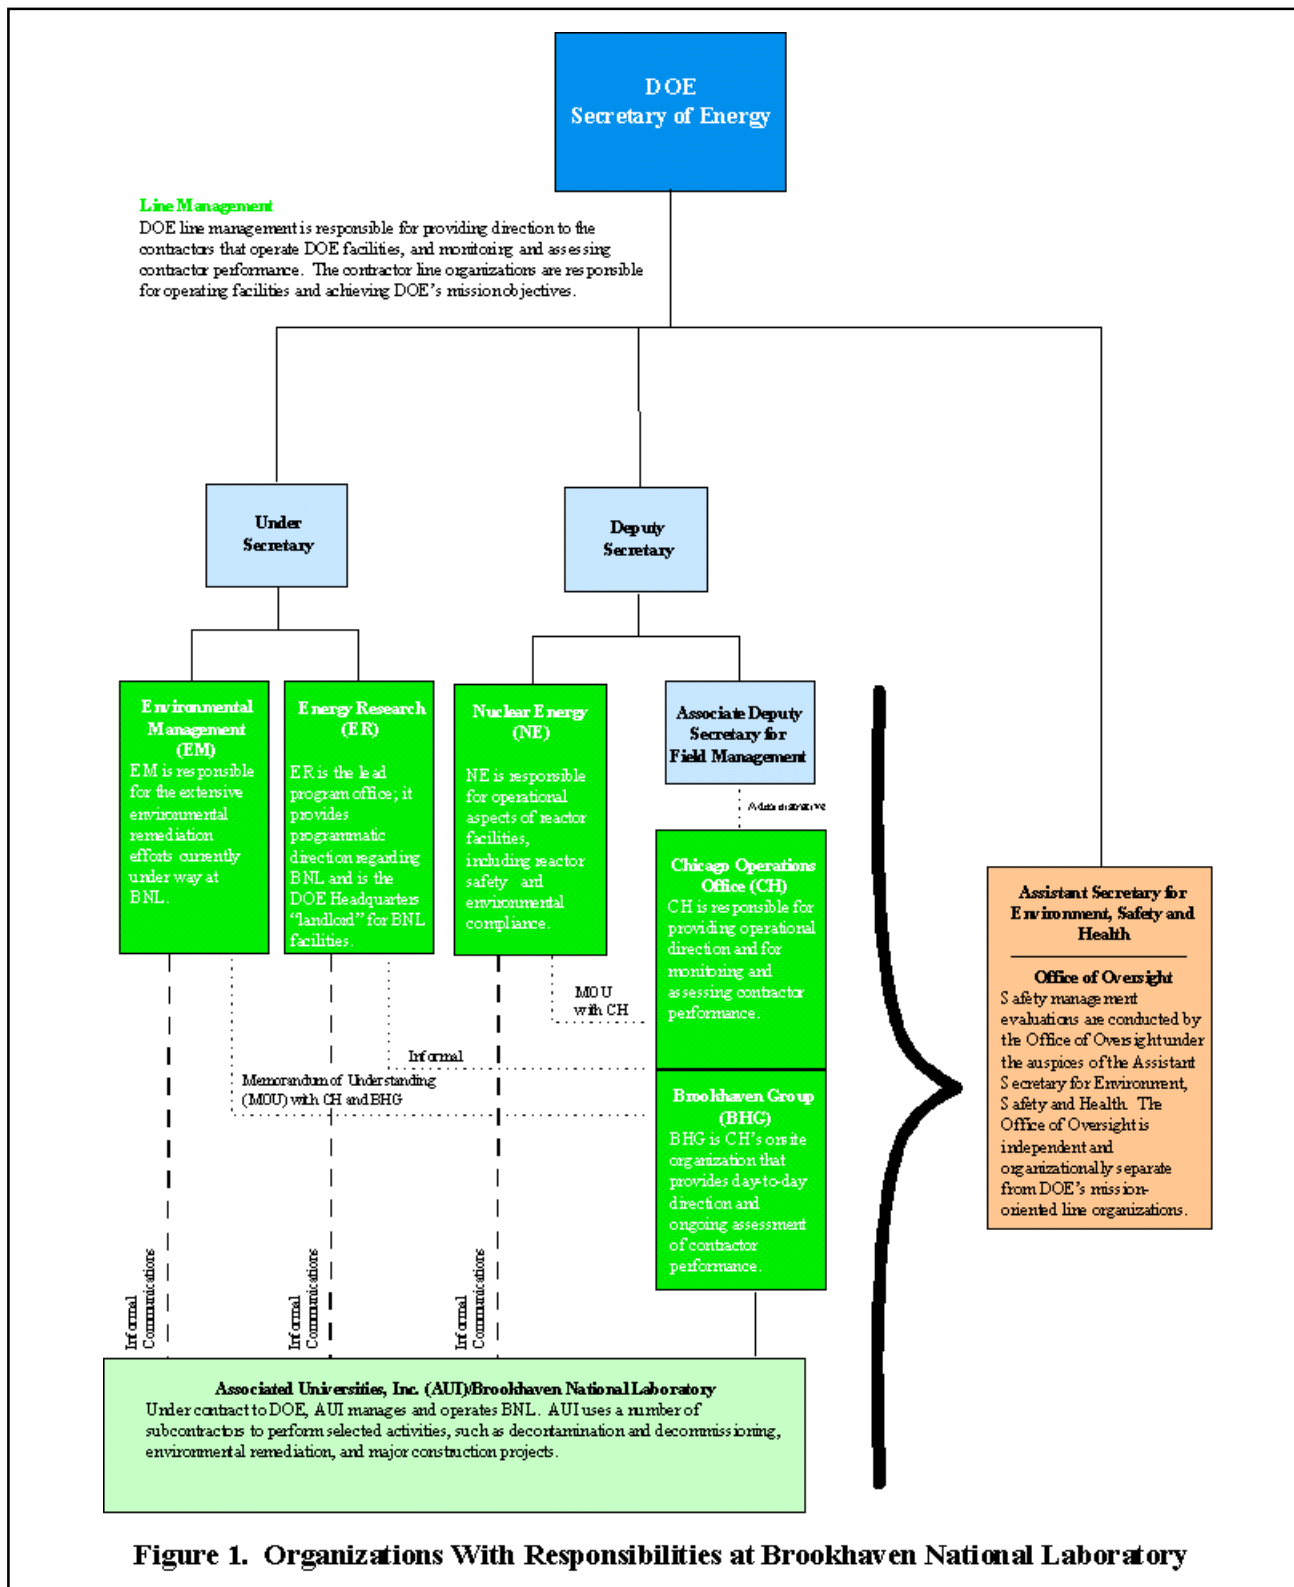 DOE
Secretary of Energy
Line Management
DOE line management is responsible for providing direction to the
contractors that operate DOE facilities, and monitoring and assessing
contractor performance.  The contractor line organizations are responsible
for operating facilities and achieving DOE's mission objectives.
Under
Secretary
Deputy
Secretary
Environmental
Management
(EM)
EM is responsible
for the extensive
environmental
remediation
efforts currently
under way at
BNL.
Energy Research
(ER)
ER is the lead
program office; it
provides
programmatic
direction regarding
BNL and is the
DOE Headquarters
“landlord” for BNL
facilities.
Nuclear Energy
(NE)
NE is responsible
for operational
aspects of reactor
facilities,
including reactor
safety and
environmental
compliance.
Associate Deputy
Secretary for
Field Management
Administrative
Chicago Operations
Office (CH)
CH is responsible for
providing operational
direction and for
monitoring and
assessing contractor
performance.
MOU
with CH
Informal
Memorandum of Understanding
(MOU) with CH and BHG
Brookhaven Group
(BHG)
BHG is CH's onsite
organization that
provides day-to-day
direction and
ongoing assessment
of contractor
performance.
Assistant Secretary for
Environment, Safety and
Health
Office of Oversight
Safety management
evaluations are conducted by
the Office of Oversight under
the auspices of the Assistant
Secretary for Environment,
Safety and Health.  The
Office of Oversight is
independent and
organizationally separate
from DOE's mission-
oriented line organizations.
Informal
Communications
Informal
Communications
Informal
Communications
Associated Universities, Inc. (AUI)/Brookhaven National Laboratory
Under contract to DOE, AUI manages and operates BNL.  AUI uses a number of
subcontractors to perform selected activities, such as decontamination and decommissioning,
environmental remediation, and major construction projects.
Figure 1.  Organizations With Responsibilities at Brookhaven National Laboratory